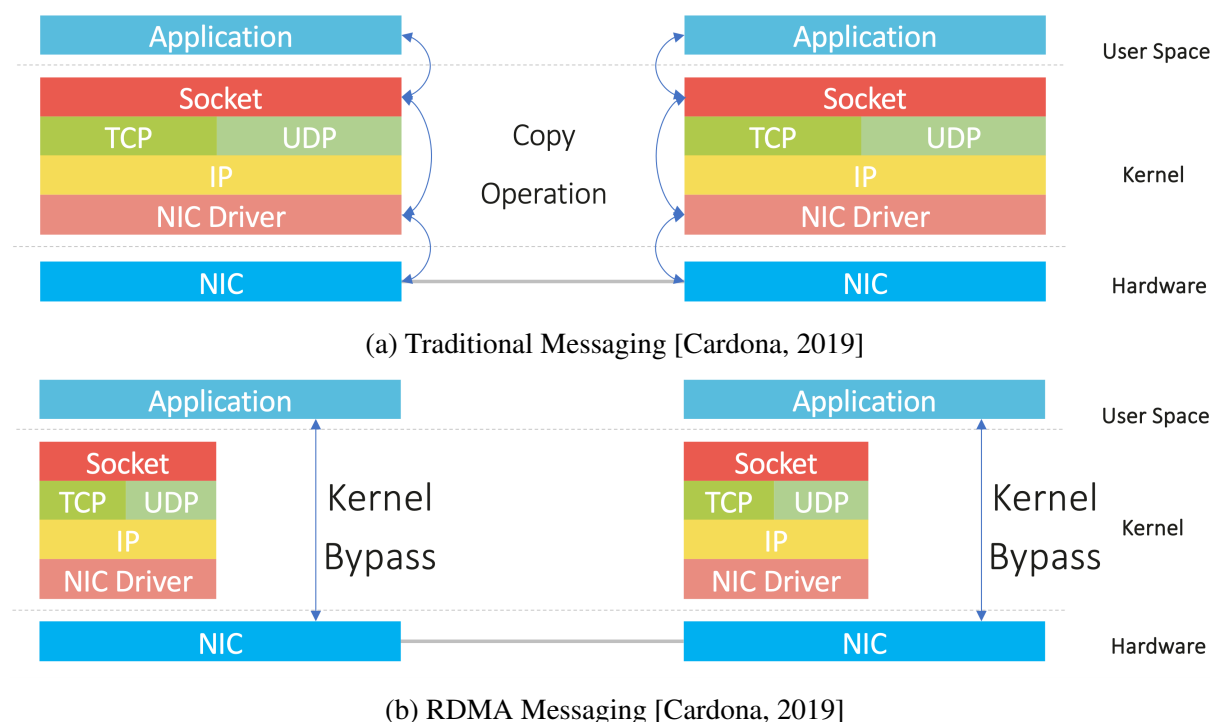 Application Application
User Space
Socket Socket
TCP UDP TCP UDP
Copy
Operation
IP IP
Kernel
NIC Driver NIC Driver
NIC NIC
Hardware
(a) Traditional Messaging [Cardona, 2019]
Application Application
User Space
Socket Socket
TCP UDP TCP UDP
Kernel
Bypass
Kernel
Bypass
Kernel
IP IP
NIC Driver NIC Driver
NIC NIC
Hardware
(b) RDMA Messaging [Cardona, 2019]